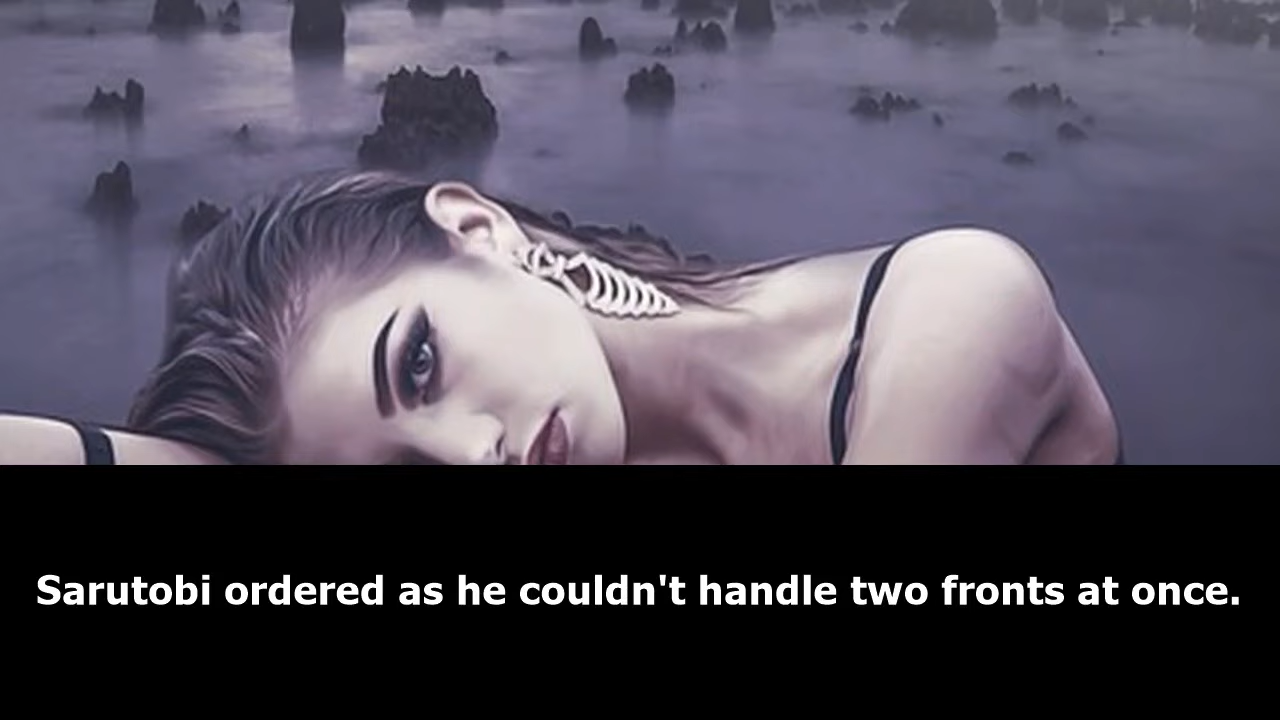 Sarutobi ordered as he couldn't handle two fronts at once.